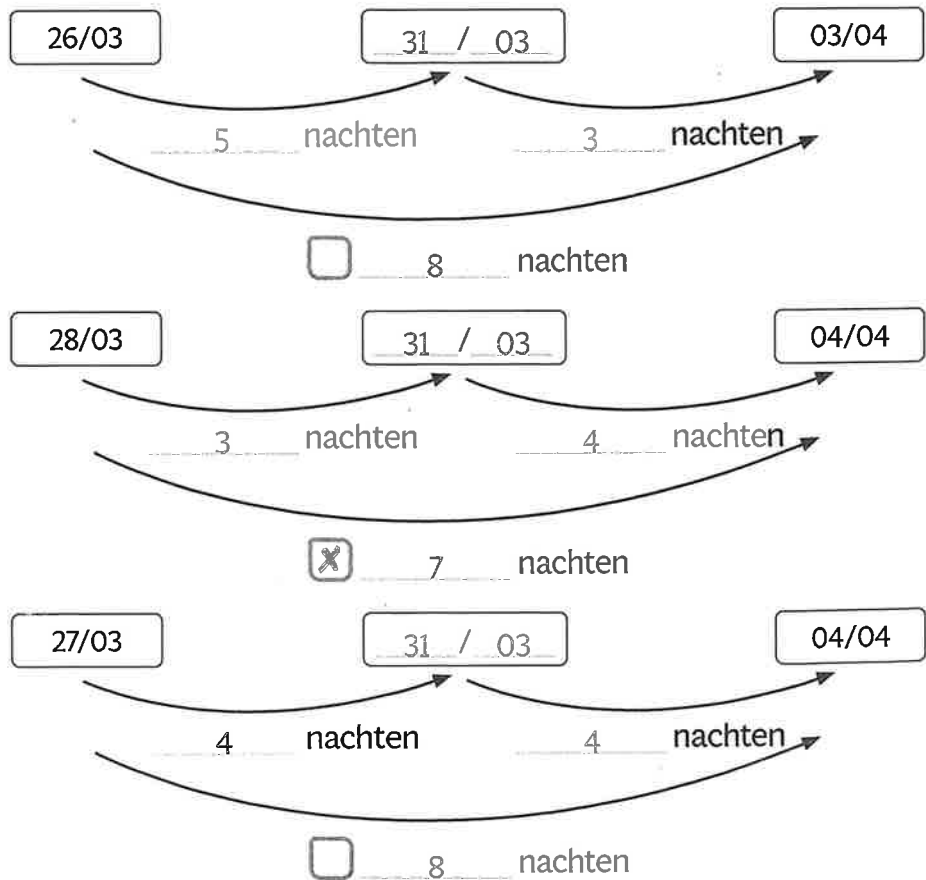 26/03 31 / 03 03/04
5 nachten 3 nachten
8 nachten
28/03 31 / 03 04/04
3 nachten 4 nachten
X 7 nachten
27/03 31 / 03 04/04
4 nachten 4 nachten
8 nachten